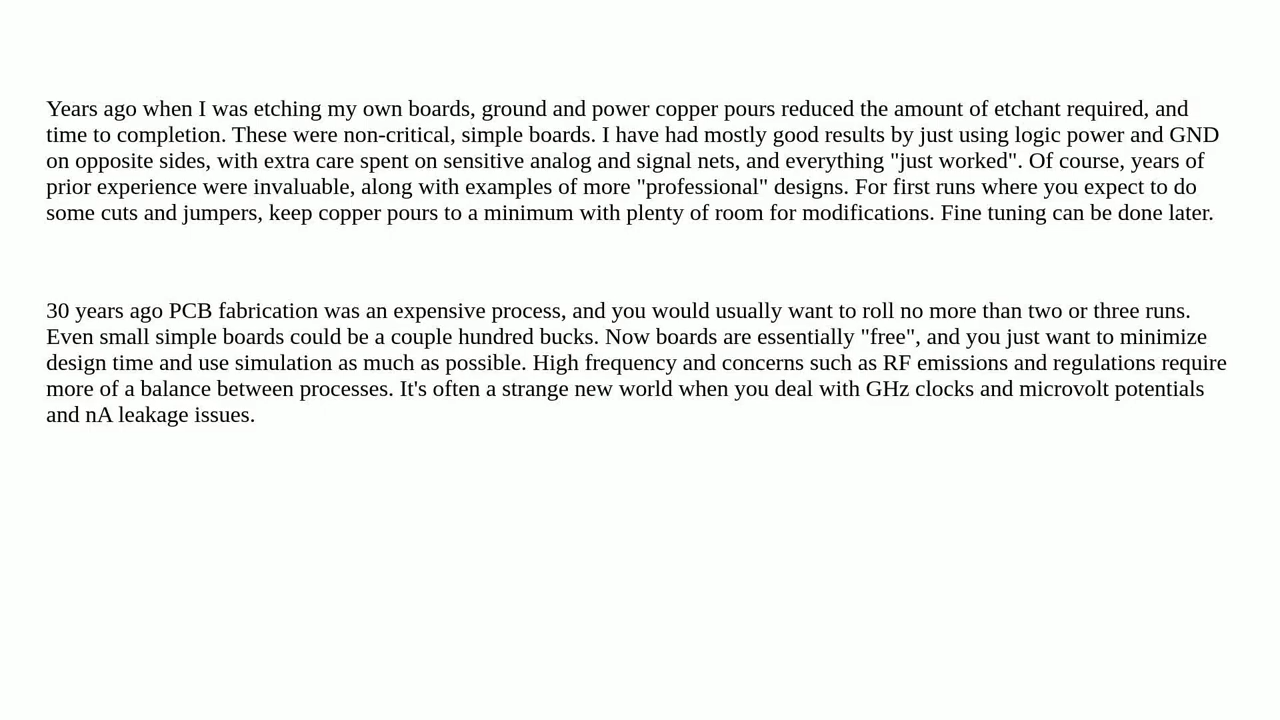 Years ago when I was etching my own boards, ground and power copper pours reduced the amount of etchant required, and
time to completion. These were non-critical, simple boards. I have had mostly good results by just using logic power and GND
on opposite sides, with extra care spent on sensitive analog and signal nets, and everything "just worked". Of course, years of
prior experience were invaluable, along with examples of more "professional" designs. For first runs where you expect to do
some cuts and jumpers, keep copper pours to a minimum with plenty of room for modifications. Fine tuning can be done later.
30 years ago PCB fabrication was an expensive process, and you would usually want to roll no more than two or three runs.
Even small simple boards could be a couple hundred bucks. Now boards are essentially "free", and you just want to minimize
design time and use simulation as much as possible. High frequency and concerns such as RF emissions and regulations require
more of a balance between processes. It's often a strange new world when you deal with GHz clocks and microvolt potentials
and nA leakage issues.